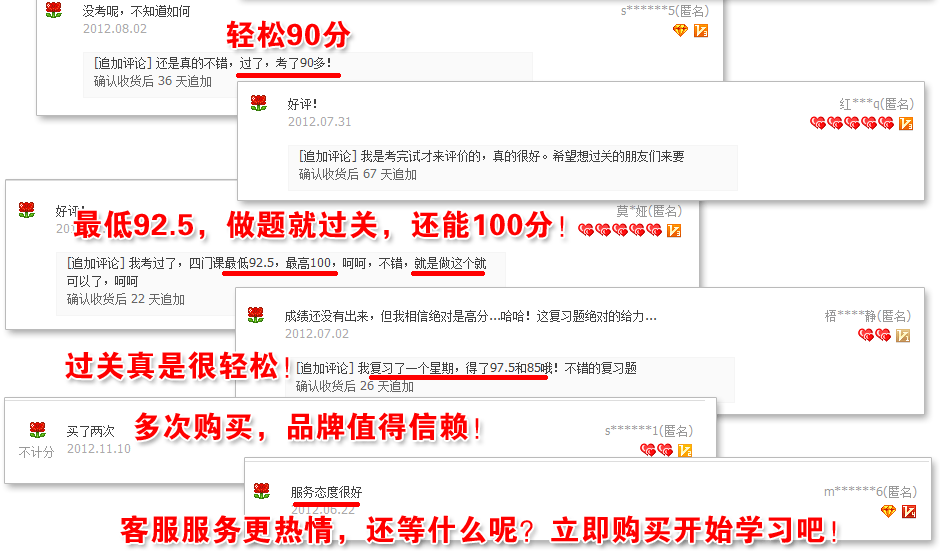 没考呢，不知道如何
s******5(匿名)
2012.08.02
轻松90分
[追加评论] 还是真的不错，过了，考了90多！
确认收货后 36 天追加
好评！
红***q(匿名)
2012.07.31
[追加评论] 我是考完试才来评价的，真的很好。希望想过关的朋友们来要
确认收货后 67 天追加
好评！
莫*娅(匿名)
最低92.5，做题就过关，还能100分！
[追加评论] 我考过了，四门课最低92.5，最高100，呵呵，不错，就是做这个就
可以了，呵呵
确认收货后 22 天追加
成绩还没有出来，但我相信绝对是高分...哈哈！这复习题绝对的给力...
梧****静(匿名)
2012.07.02
过关真是很轻松！
[追加评论] 我复习了一个星期，得了97.5和85哦！不错的复习题
确认收货后 26 天追加
买了两次
多次购买，品牌值得信赖！
s******1(匿名)
不计分
2012.11.10
服务态度很好
m******6(匿名)
2012.06.22
客服服务更热情，还等什么呢？立即购买开始学习吧！